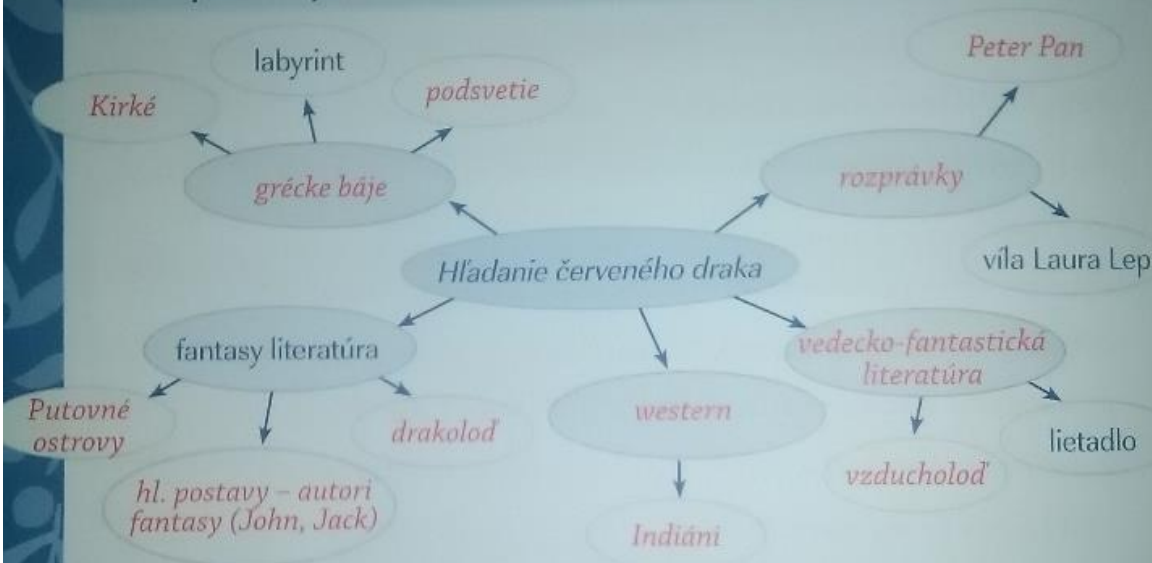 labyrint
Peter Pan
Kirké
podsvetie
grécke báje
rozprávky
Hľadanie červeného draka
víla Laura Lep
fantasy literatúra
vedecko-fantastická
literatúra
Putovné
ostrovy
drakoloď
western
lietadlo
hl. postavy – autori
fantasy (John, Jack)
vzducholoď
Indiáni